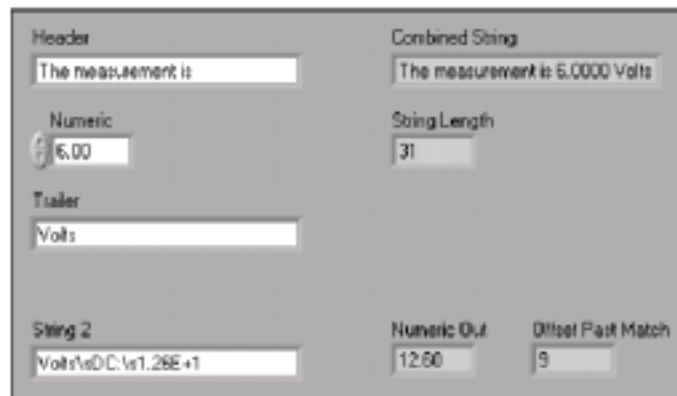 Header
The measurement is
Numeric
6.00
Trailer
Volts
String 2
Volts\sDC:\s1.26E+1
Combined String
The measurement is 6.0000 Volts
String Length
31
Numeric Out
12.60
Offset Past Match
9